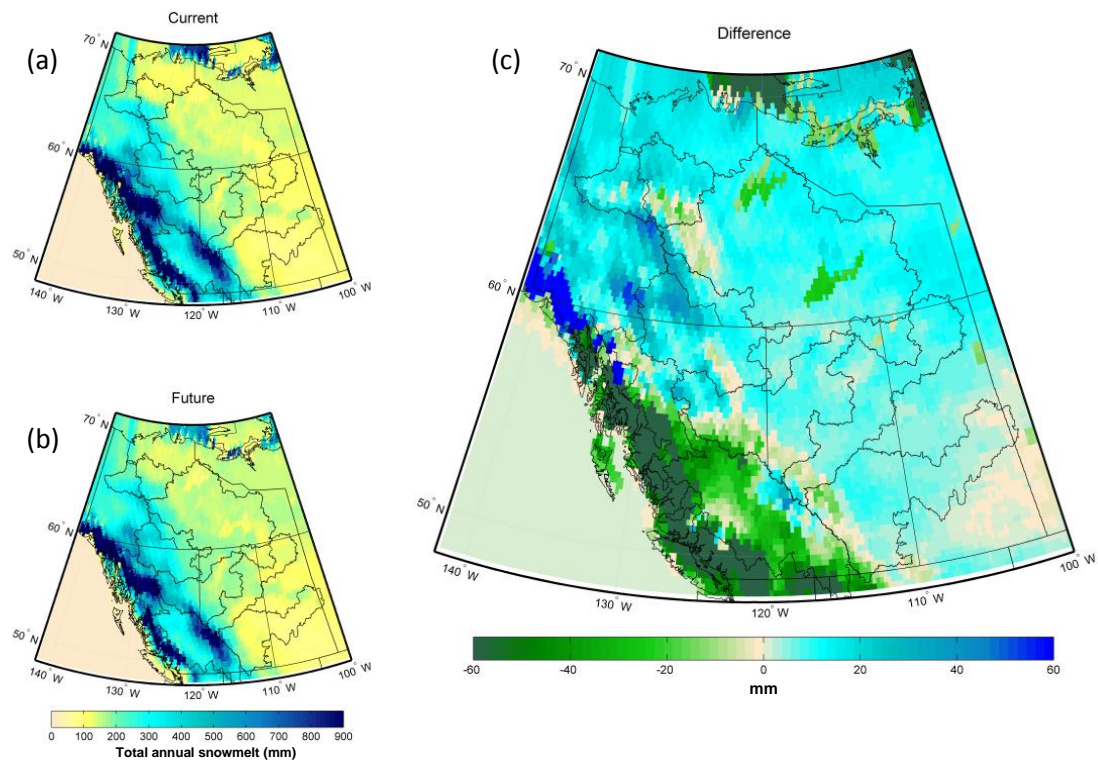 Current
(a)
70° N
60° N
50° N
140° W
130° W
120° W
110° W
100° W
Future
(b)
70° N
60° N
50° N
140° W
130° W
120° W
110° W
100° W
0 100 200 300 400 500 600 700 800 900
Total annual snowmelt (mm)
Difference
(c)
70° N
60° N
50° N
140° W
130° W
120° W
110° W
100° W
-60 -40 -20 0 20 40 60
mm